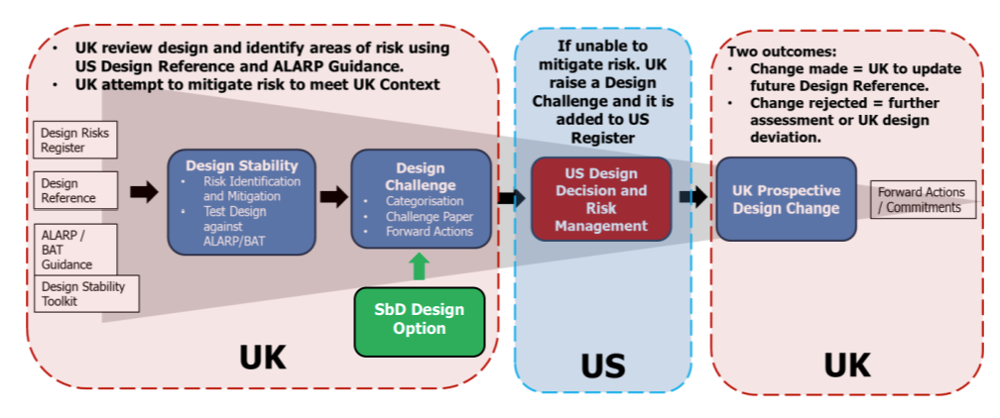 • UK review design and identify areas of risk using
US Design Reference and ALARP Guidance.
• UK attempt to mitigate risk to meet UK Context
Design Risks
Register
Design
Reference
ALARP /
BAT
Guidance
Design Stability
Toolkit
Design Stability
• Risk Identification
and Mitigation
• Test Design
against
ALARP/BAT
Design
Challenge
• Categorisation
• Challenge Paper
• Forward Actions
SbD Design
Option
UK
If unable to
mitigate risk. UK
raise a Design
Challenge and it is
added to US
Register
US Design
Decision and
Risk
Management
US
Two outcomes:
• Change made = UK to update
future Design Reference.
• Change rejected = further
assessment or UK design
deviation.
UK Prospective
Design Change
Forward Actions
/ Commitments
UK